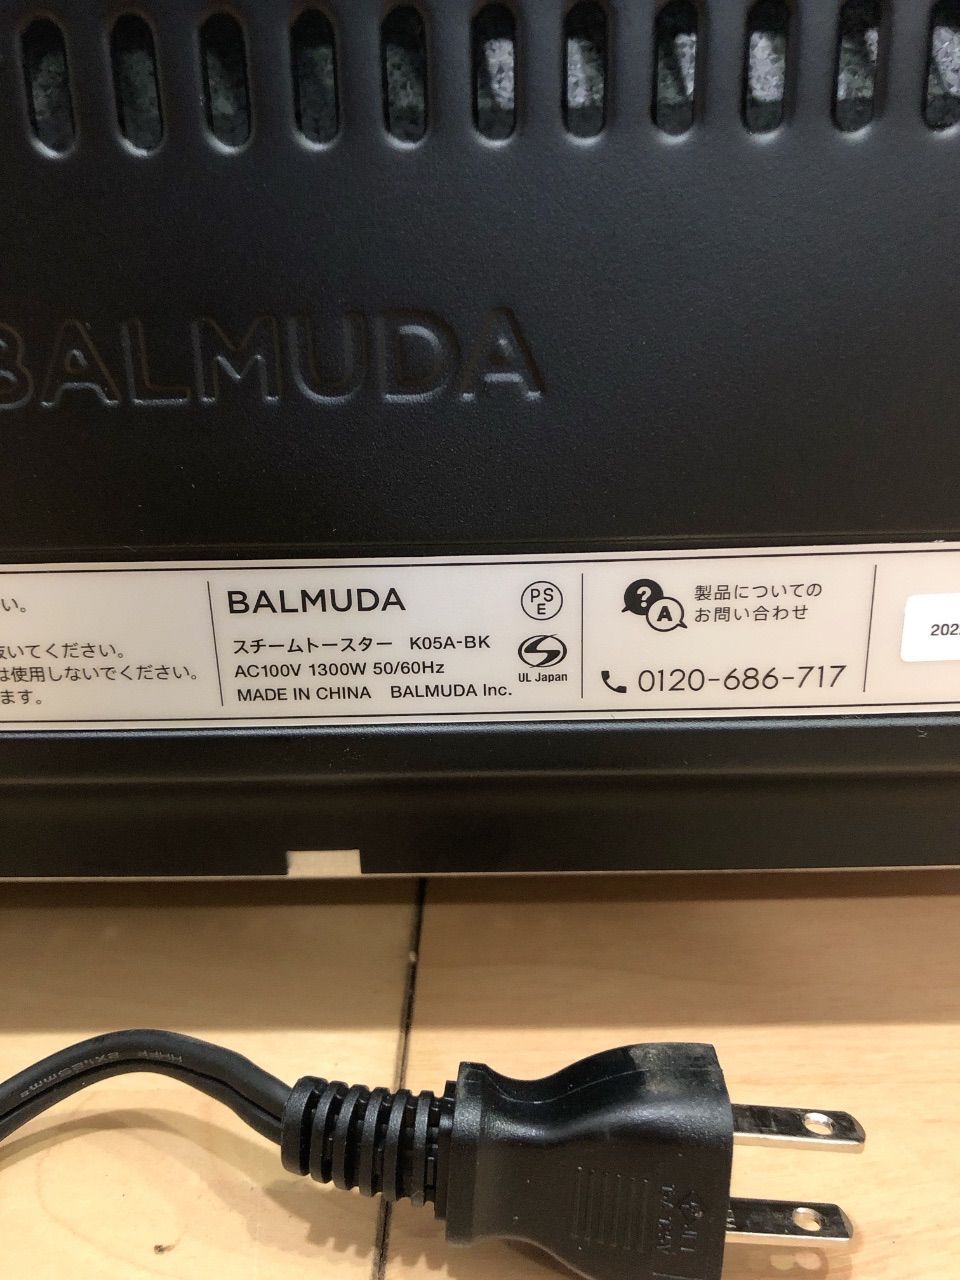 BALMUDA
い。
抜いてください。
は使用しないでください。
ます。
BALMUDA
スチームトースター K05A-BK
AC100V 1300W 50/60Hz
MADE IN CHINA BALMUDA Inc.
PS
E
UL Japan
?
A
製品についての
お問い合わせ
0120-686-717
202